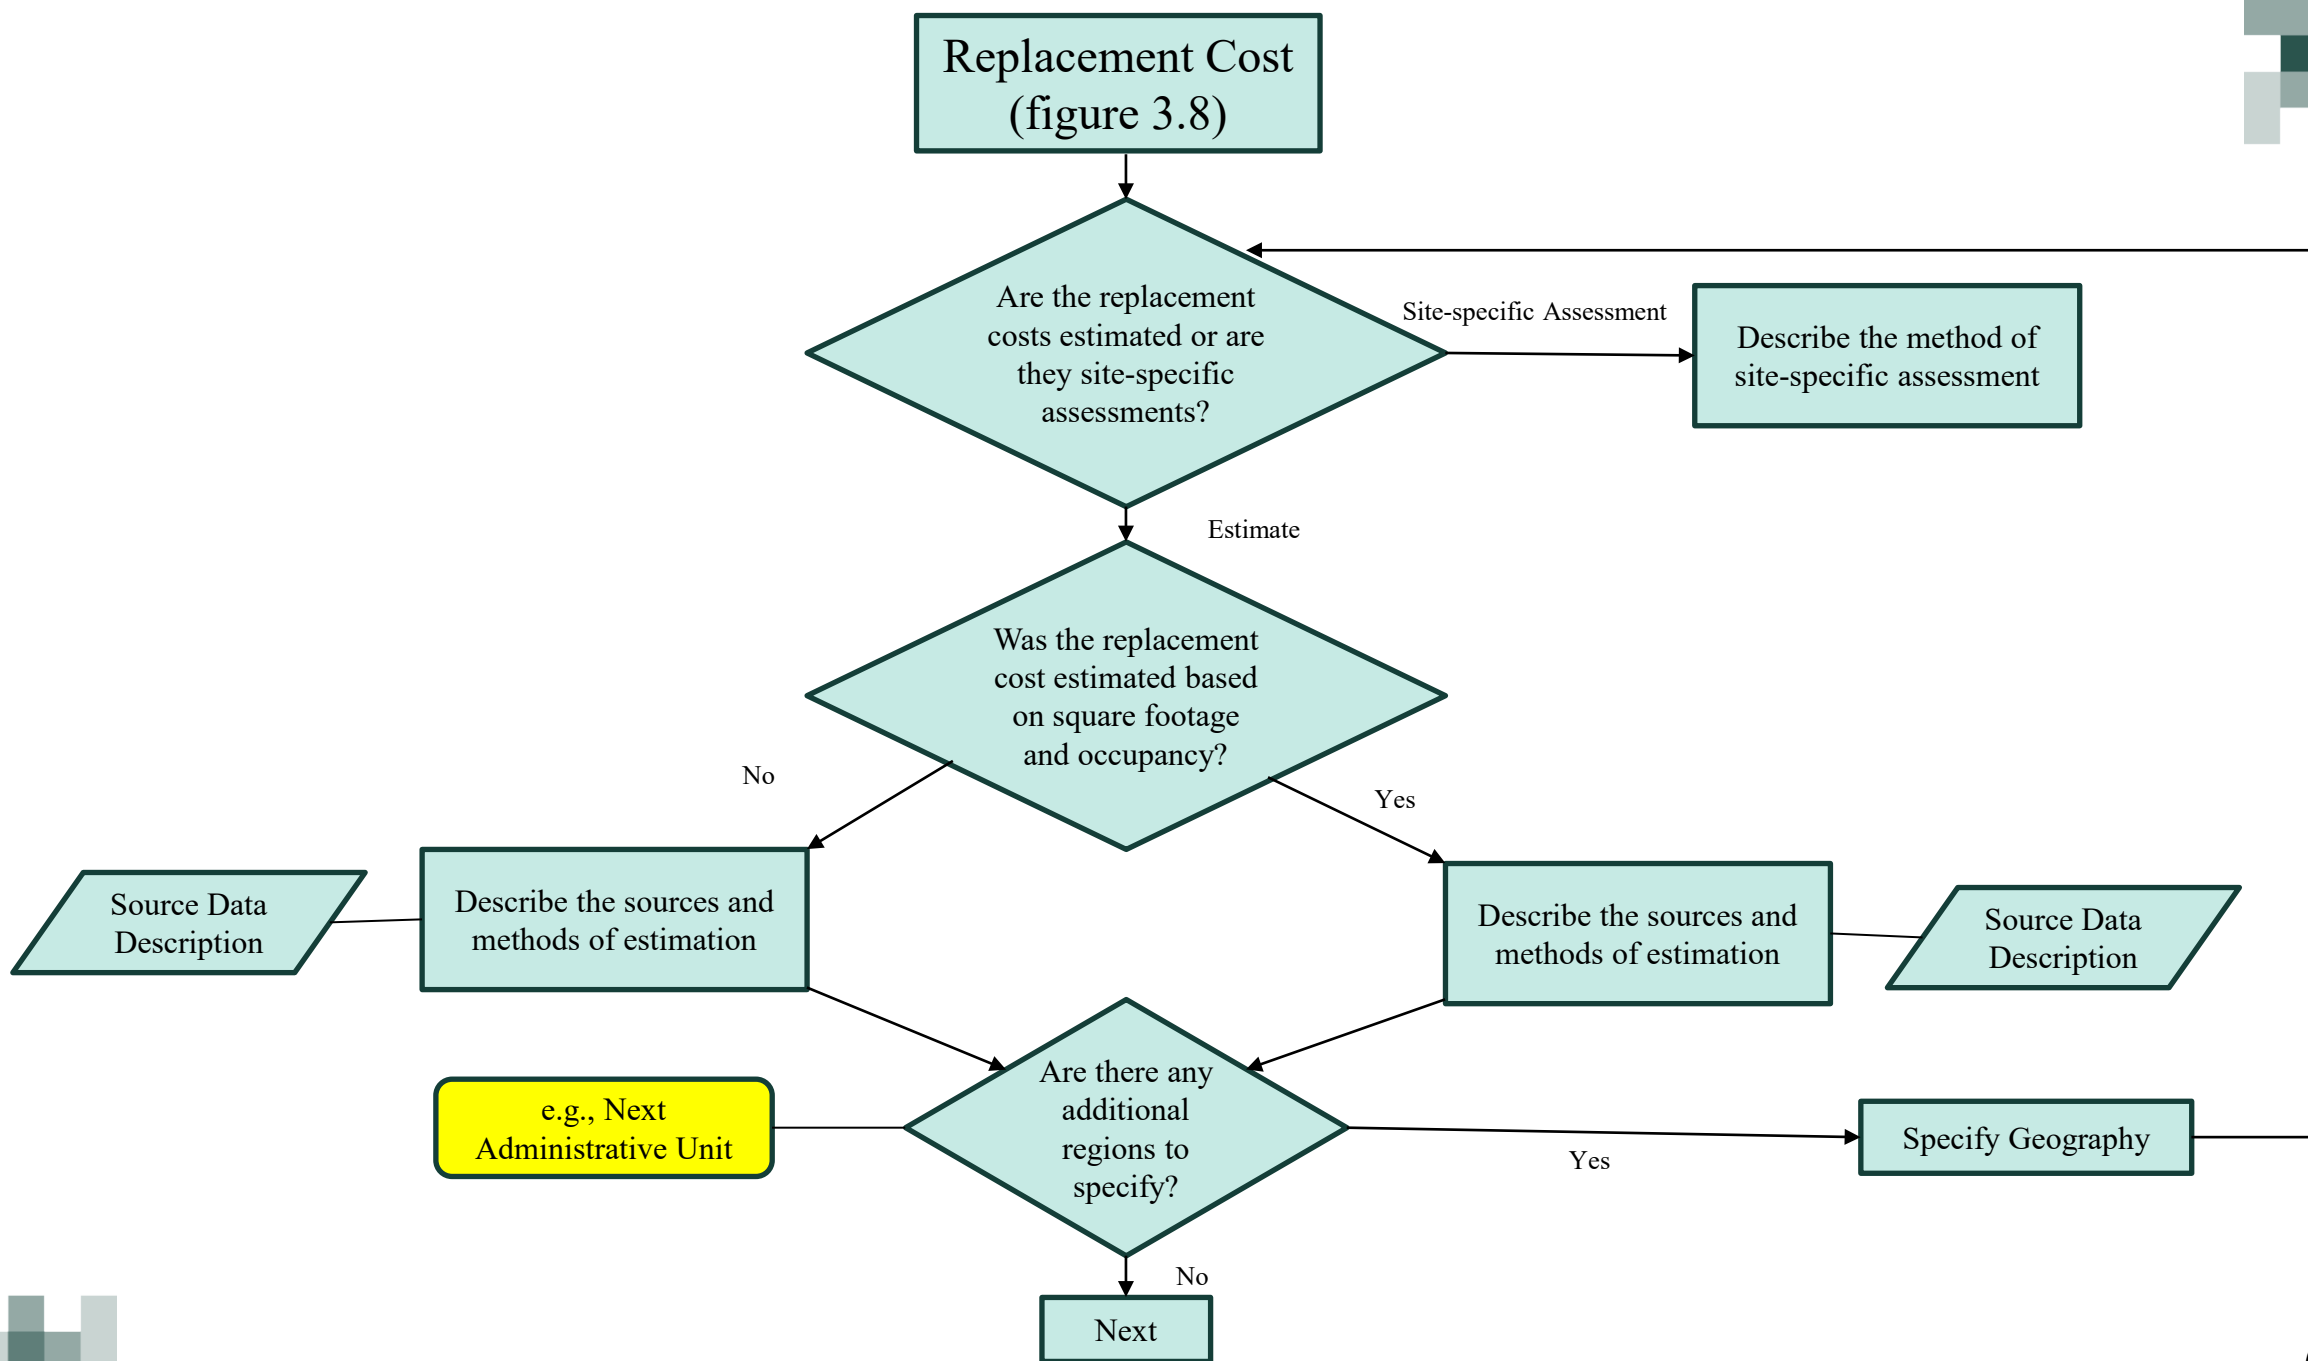 Replacement Cost
(figure 3.8)
Are the replacement
costs estimated or are
they site-specific
assessments?
Site-specific Assessment
Describe the method of
site-specific assessment
Estimate
Was the replacement
cost estimated based
on square footage
and occupancy?
No
Yes
Source Data
Description
Describe the sources and
methods of estimation
Describe the sources and
methods of estimation
Source Data
Description
e.g., Next
Administrative Unit
Are there any
additional
regions to
specify?
Yes
Specify Geography
No
Next